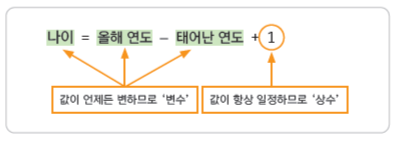 나이 = 올해 연도 – 태어난 연도 + 1
값이 언제든 변하므로 ‘변수’ 값이 항상 일정하므로 ‘상수’